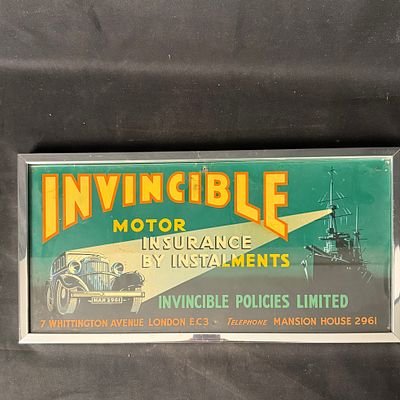 INVINCIBLE
MOTOR
INSURANCE
BY INSTALMENTS
MAN 2961
INVINCIBLE POLICIES LIMITED
7 WHITTINGTON AVENUE LONDON E.C.3 - TELEPHONE MANSION HOUSE 2961